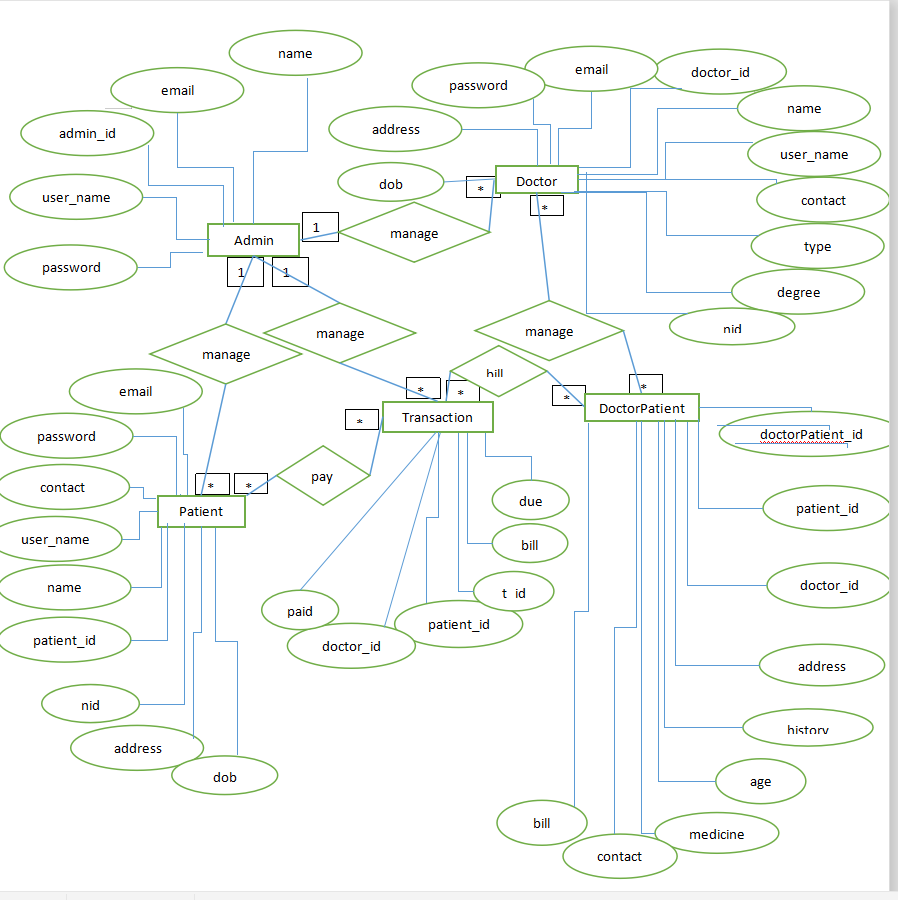 name
email
doctor_id
password
email
name
address
admin_id
user_name
dob
*
Doctor
user_name
contact
*
1
manage
Admin
type
password
1
1
degree
nid
manage
manage
manage
bill
email
*
*
*
*
DoctorPatient
*
Transaction
password
doctorPatient_id
pay
contact
*
*
due
patient_id
Patient
user_name
bill
name
t_id
doctor_id
paid
patient_id
patient_id
doctor_id
address
nid
history
address
dob
age
bill
medicine
contact